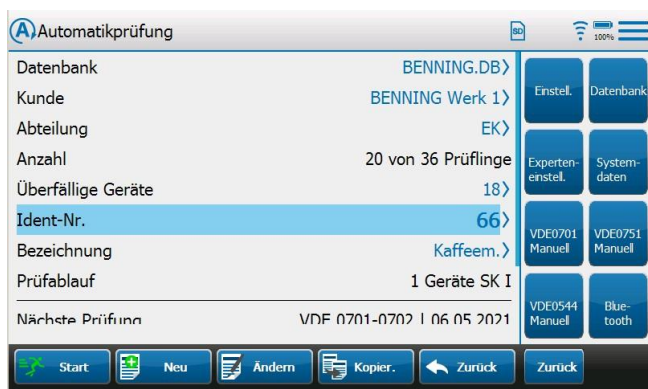 A Automatikprüfung SD 100%
Datenbank BENNING.DB〉
Kunde BENNING Werk 1〉
Abteilung EK〉
Anzahl 20 von 36 Prüflinge
Überfällige Geräte 18〉
Ident-Nr. 66〉
Bezeichnung Kaffeem.〉
Prüfablauf 1 Geräte SK I
Nächste Prüfung VDE 0701-0702 | 06.05.2021
Einstell. Datenbank
Experten- System-
einstell. daten
VDE0701 VDE0751
Manuell Manuell
VDE0544 Blue-
Manuell tooth
Start Neu Ändern Kopier. Zurück Zurück